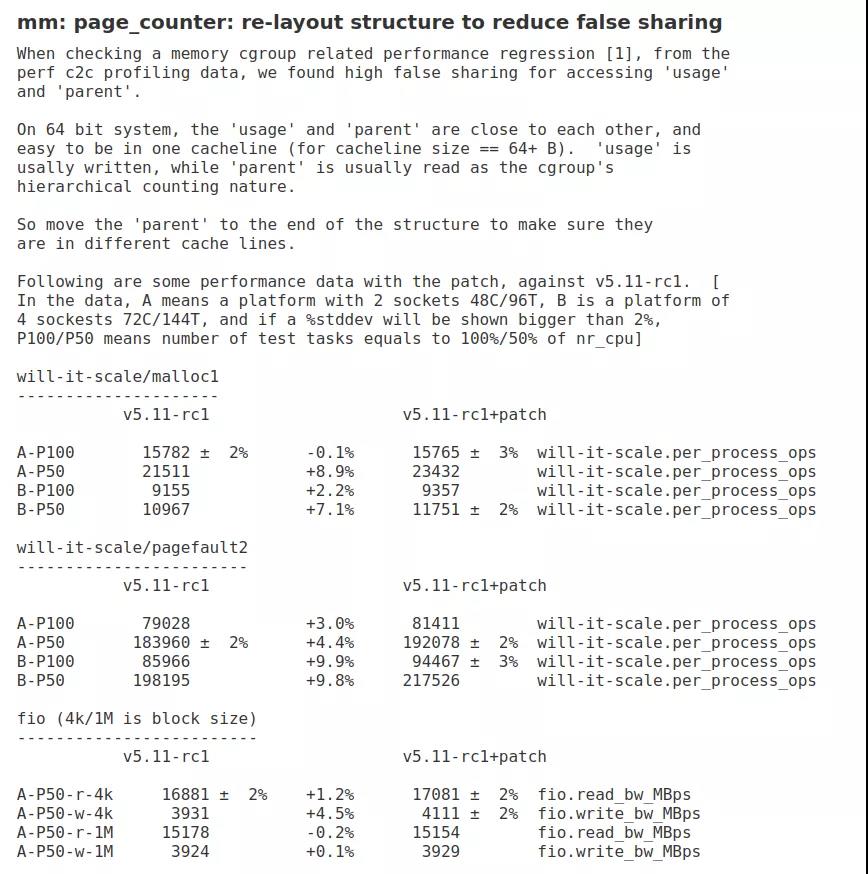 mm: page_counter: re-layout structure to reduce false sharing
When checking a memory cgroup related performance regression [1], from the
perf c2c profiling data, we found high false sharing for accessing 'usage'
and 'parent'.
On 64 bit system, the 'usage' and 'parent' are close to each other, and
easy to be in one cacheline (for cacheline size == 64+ B).  'usage' is
usally written, while 'parent' is usually read as the cgroup's
hierarchical counting nature.
So move the 'parent' to the end of the structure to make sure they
are in different cache lines.
Following are some performance data with the patch, against v5.11-rc1.  [
In the data, A means a platform with 2 sockets 48C/96T, B is a platform of
4 sockests 72C/144T, and if a %stddev will be shown bigger than 2%,
P100/P50 means number of test tasks equals to 100%/50% of nr_cpu]
will-it-scale/malloc1
---------------------
           v5.11-rc1                    v5.11-rc1+patch
A-P100       15782 ±  2%      -0.1%      15765 ±  3%  will-it-scale.per_process_ops
A-P50        21511            +8.9%      23432        will-it-scale.per_process_ops
B-P100        9155            +2.2%       9357        will-it-scale.per_process_ops
B-P50        10967            +7.1%      11751 ±  2%  will-it-scale.per_process_ops
will-it-scale/pagefault2
------------------------
           v5.11-rc1                    v5.11-rc1+patch
A-P100       79028            +3.0%      81411        will-it-scale.per_process_ops
A-P50       183960 ±  2%      +4.4%     192078 ±  2%  will-it-scale.per_process_ops
B-P100       85966            +9.9%      94467 ±  3%  will-it-scale.per_process_ops
B-P50       198195            +9.8%     217526        will-it-scale.per_process_ops
fio (4k/1M is block size)
-------------------------
           v5.11-rc1                    v5.11-rc1+patch
A-P50-r-4k     16881 ±  2%    +1.2%      17081 ±  2%  fio.read_bw_MBps
A-P50-w-4k      3931          +4.5%       4111 ±  2%  fio.write_bw_MBps
A-P50-r-1M     15178          -0.2%      15154        fio.read_bw_MBps
A-P50-w-1M      3924          +0.1%       3929        fio.write_bw_MBps